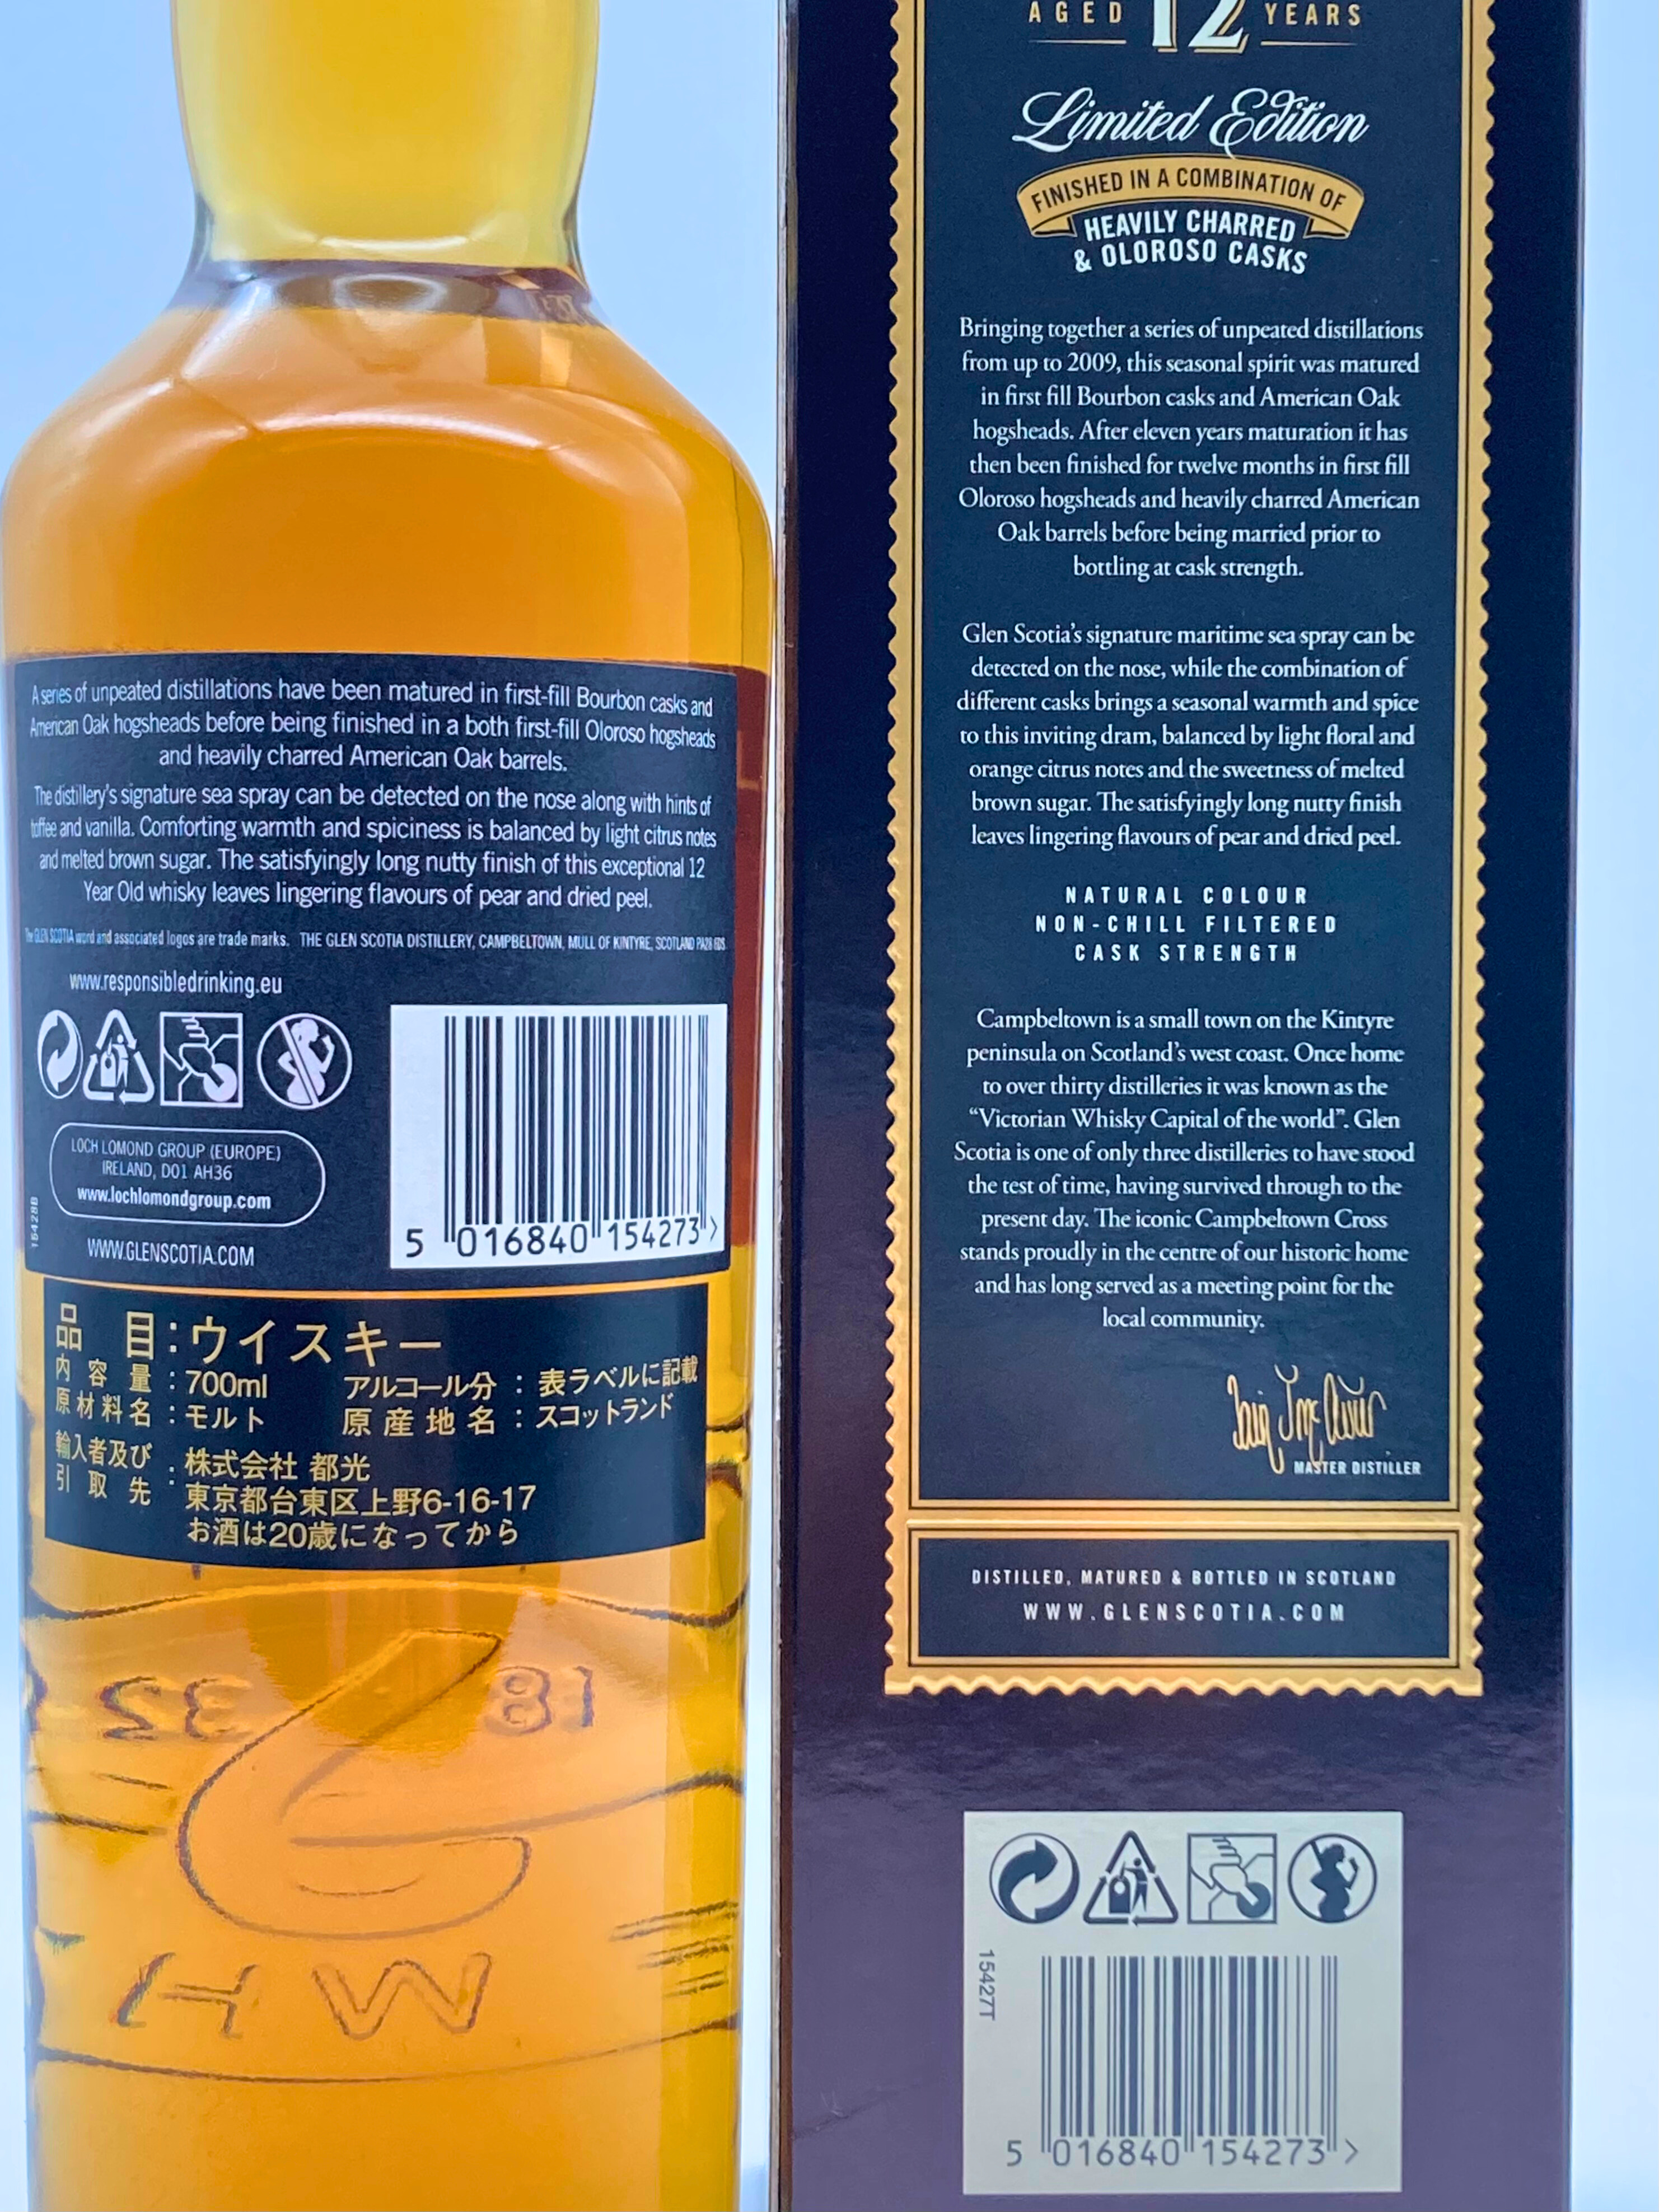 A series of unpeated distillations have been matured in first-fill Bourbon casks and
American Oak hogsheads before being finished in a both first-fill Oloroso hogsheads
and heavily charred American Oak barrels.
The distillery's signature sea spray can be detected on the nose along with hints of
toffee and vanilla. Comforting warmth and spiciness is balanced by light citrus notes
and melted brown sugar. The satisfyingly long nutty finish of this exceptional 12
Year Old whisky leaves lingering flavours of pear and dried peel.
The GLEN SCOTIA word and associated logos are trade marks. THE GLEN SCOTIA DISTILLERY, CAMPBELTOWN, MULL OF KINTYRE, SCOTLAND PA28 6DS
www.responsibledrinking.eu
LOCH LOMOND GROUP (EUROPE)
IRELAND, D01 AH36
www.lochlomondgroup.com
15428B
WWW.GLENSCOTIA.COM
5 016840 154273 >
品 目:ウイスキー
内容量:700ml アルコール分:表ラベルに記載
原材料名:モルト 原産地名:スコットランド
輸入者及び引取先:株式会社 都光
東京都台東区上野6-16-17
お酒は20歳になってから
18 32
W H
AGED 12 YEARS
Limited Edition
FINISHED IN A COMBINATION OF
HEAVILY CHARRED
& OLOROSO CASKS
Bringing together a series of unpeated distillations
from up to 2009, this seasonal spirit was matured
in first fill Bourbon casks and American Oak
hogsheads. After eleven years maturation it has
then been finished for twelve months in first fill
Oloroso hogsheads and heavily charred American
Oak barrels before being married prior to
bottling at cask strength.
Glen Scotia's signature maritime sea spray can be
detected on the nose, while the combination of
different casks brings a seasonal warmth and spice
to this inviting dram, balanced by light floral and
orange citrus notes and the sweetness of melted
brown sugar. The satisfyingly long nutty finish
leaves lingering flavours of pear and dried peel.
NATURAL COLOUR
NON-CHILL FILTERED
CASK STRENGTH
Campbeltown is a small town on the Kintyre
peninsula on Scotland's west coast. Once home
to over thirty distilleries it was known as the
“Victorian Whisky Capital of the world”. Glen
Scotia is one of only three distilleries to have stood
the test of time, having survived through to the
present day. The iconic Campbeltown Cross
stands proudly in the centre of our historic home
and has long served as a meeting point for the
local community.
MASTER DISTILLER
DISTILLED, MATURED & BOTTLED IN SCOTLAND
WWW.GLENSCOTIA.COM
15427T
5 016840 154273 >